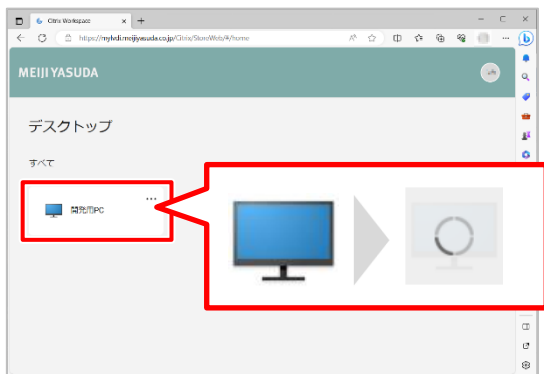 Citrix Workspace
https://mylvdi.meijiyasuda.co.jp/Citrix/StoreWeb/#/home
MEIJI YASUDA
デスクトップ
すべて
開発用PC